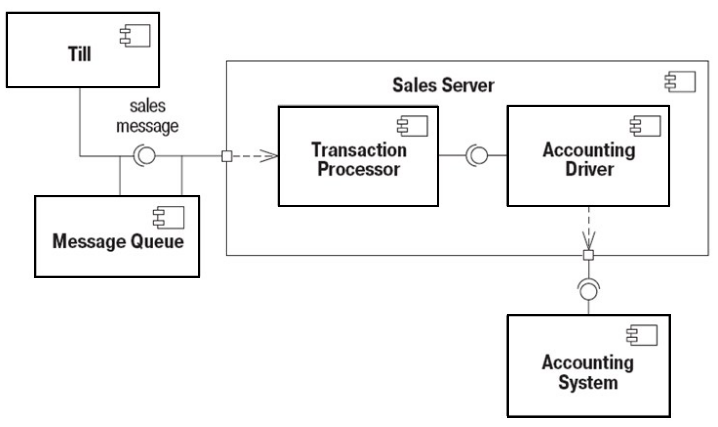 Till
sales
message
Sales Server
Transaction
Processor
Accounting
Driver
Message Queue
Accounting
System